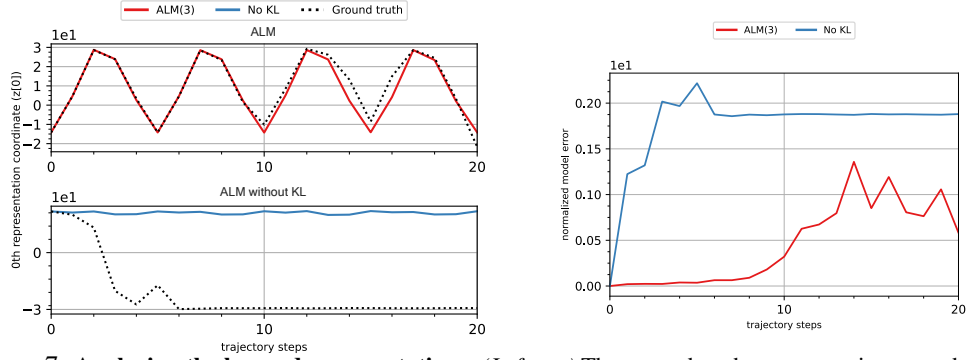 ALM(3) No KL Ground truth
1e1
ALM
3
2
1
0
−1
−2
0 10 20
0th representation coordinate (z[0])
1e1
ALM without KL
0
−3
0 10 20
trajectory steps
ALM(3) No KL
1e1
0.20
0.15
0.10
0.05
0.00
normalized model error
0 10 20
trajectory steps